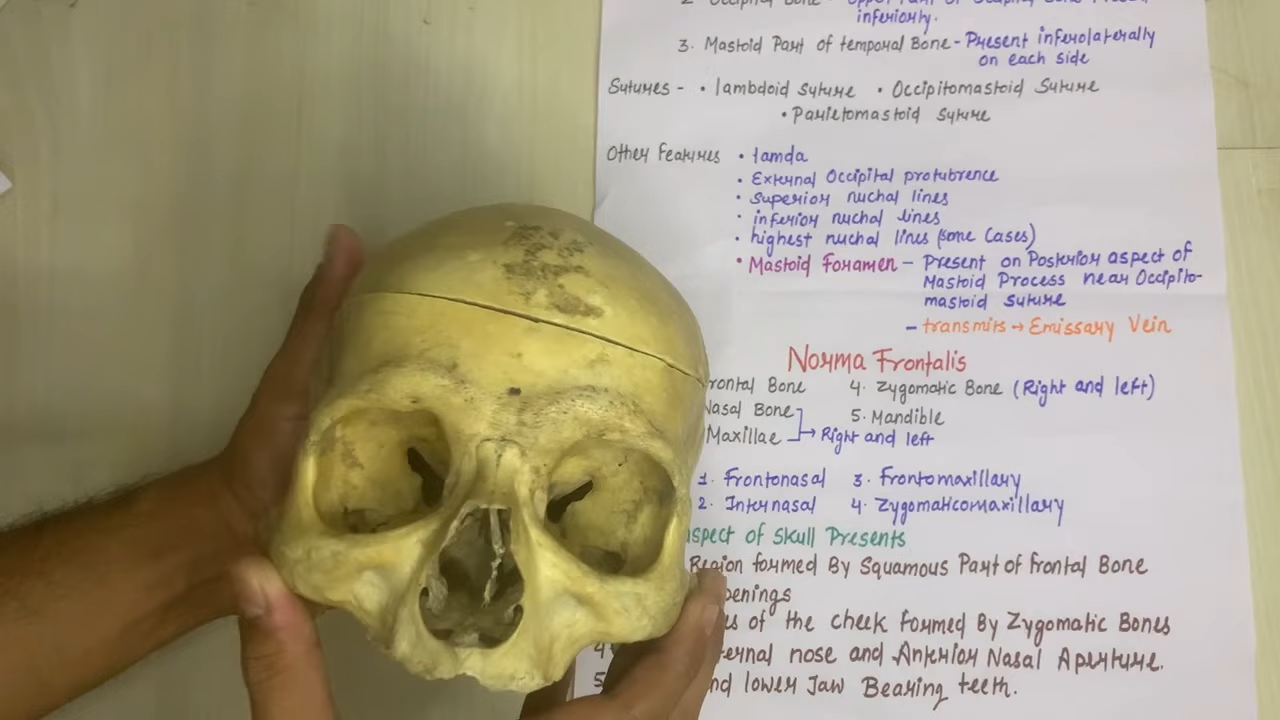 inferiorly.
3. Mastoid Part of temporal Bone - Present inferolaterally
on each side
Sutures - • lambdoid suture • Occipitomastoid Suture
• Parietomastoid suture
Other Features • lamda
• External Occipital protubrence
• superior nuchal lines
• inferior nuchal lines
• highest nuchal lines (some Cases)
• Mastoid Foramen - Present on Posterior aspect of
Mastoid Process near Occipito-
mastoid suture
- transmits → Emissary Vein
Norma Frontalis
rontal Bone 4. Zygomatic Bone (Right and left)
Nasal Bone 5. Mandible
Maxillae → Right and left
1. Frontonasal 3. Frontomaxillary
2. Internasal 4. Zygomaticomaxillary
spect of Skull Presents
Region formed By Squamous Part of Frontal Bone
penings
of the cheek Formed By Zygomatic Bones
4 ernal nose and Anterior Nasal Aperture.
5 nd lower Jaw Bearing teeth.